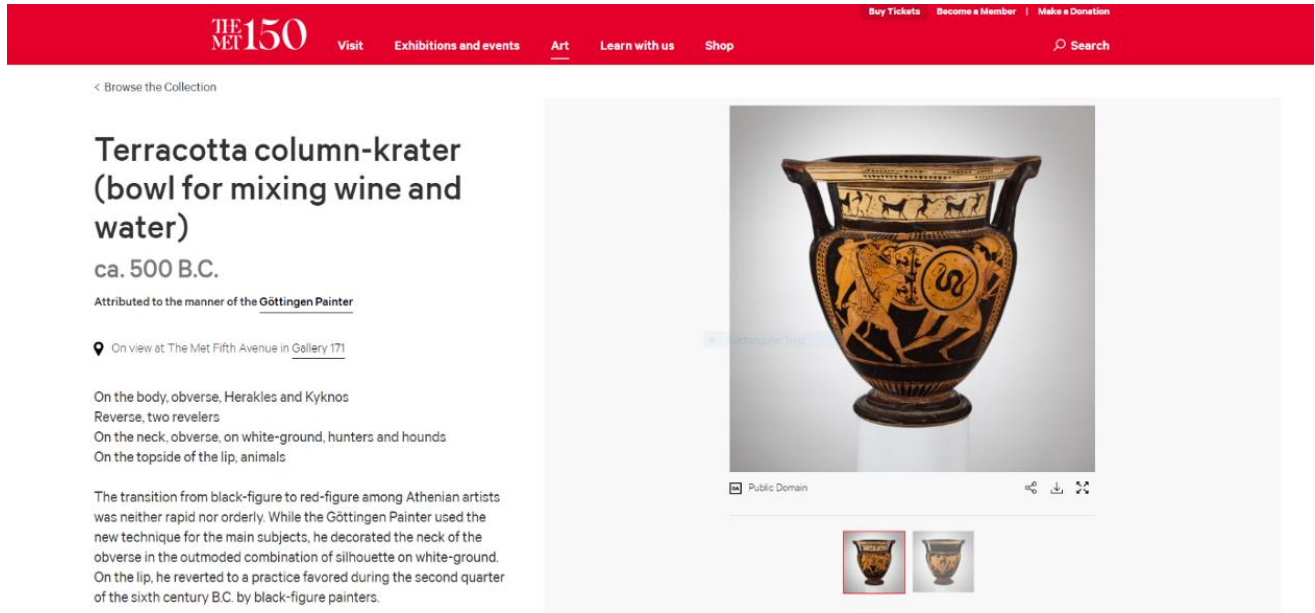 Buy Tickets Become a Member | Make a Donation
THE MET 150 Visit Exhibitions and events Art Learn with us Shop Search
< Browse the Collection
Terracotta column-krater
(bowl for mixing wine and
water)
ca. 500 B.C.
Attributed to the manner of the Göttingen Painter
On view at The Met Fifth Avenue in Gallery 171
On the body, obverse, Herakles and Kyknos
Reverse, two revelers
On the neck, obverse, on white-ground, hunters and hounds
On the topside of the lip, animals
The transition from black-figure to red-figure among Athenian artists
was neither rapid nor orderly. While the Göttingen Painter used the
new technique for the main subjects, he decorated the neck of the
obverse in the outmoded combination of silhouette on white-ground.
On the lip, he reverted to a practice favored during the second quarter
of the sixth century B.C. by black-figure painters.
Public Domain